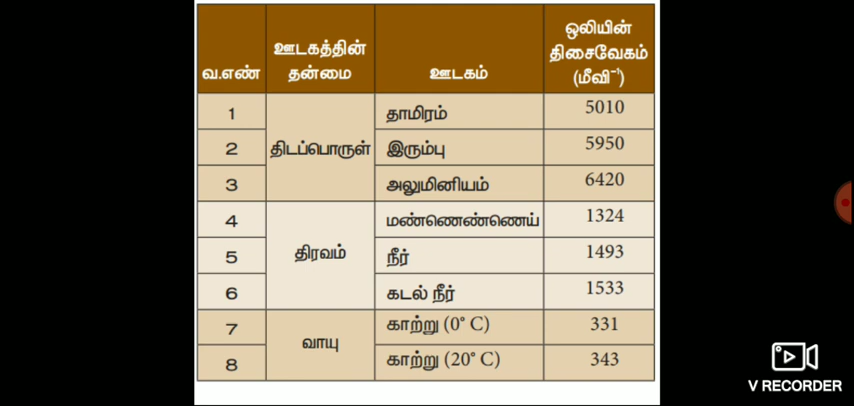 வ.எண் ஊடகத்தின் தன்மை ஊடகம் ஒலியின் திசைவேகம் (மீவி⁻¹)
1 திடப்பொருள் தாமிரம் 5010
2 இரும்பு 5950
3 அலுமினியம் 6420
4 திரவம் மண்ணெண்ணெய் 1324
5 நீர் 1493
6 கடல் நீர் 1533
7 வாயு காற்று (0° C) 331
8 காற்று (20° C) 343
V RECORDER